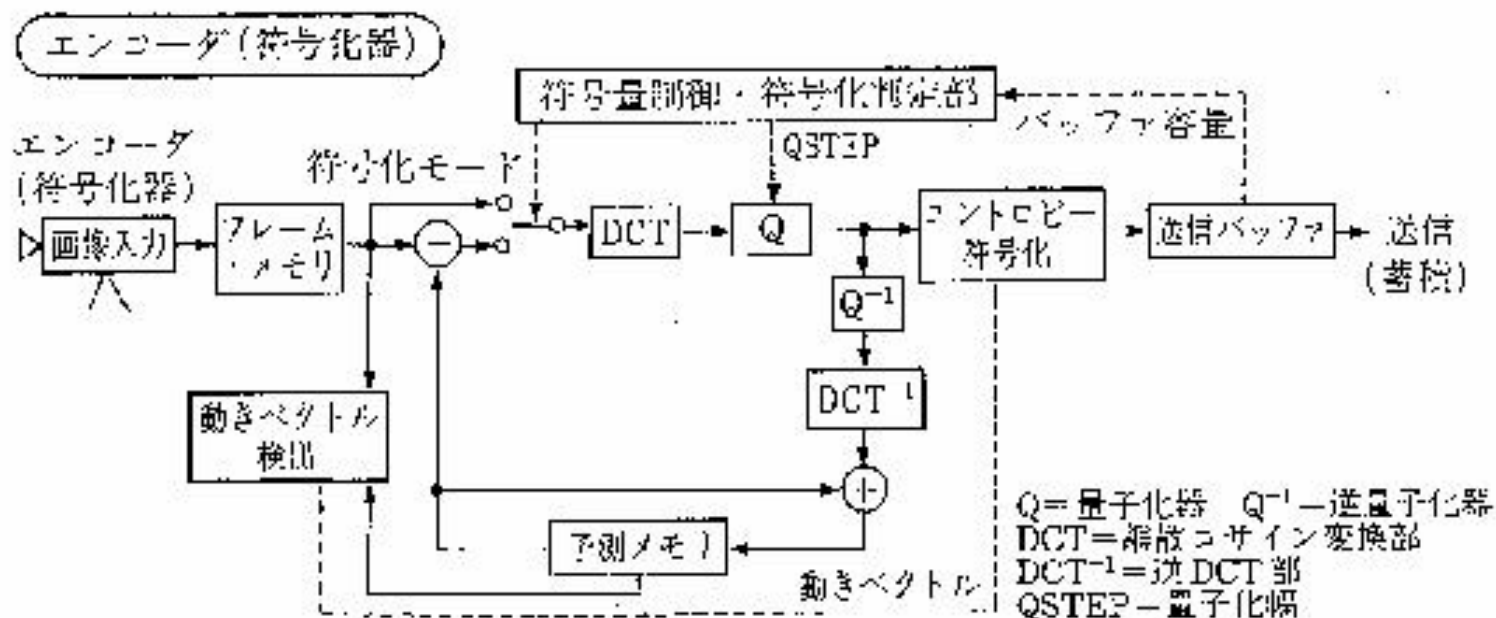 エンコーダ(符号化器)
符号量制御・符号化判定部
バッファ容量
エンコーダ
(符号化器)
符号化モード
QSTEP
画像入力
フレーム
・メモリ
−
DCT
Q
エントロピー
符号化
送信バッファ
送信
(蓄積)
Q⁻¹
DCT⁻¹
動きベクトル
検出
+
予測メモリ
動きベクトル
Q=量子化器 Q⁻¹=逆量子化器
DCT=離散コサイン変換部
DCT⁻¹=逆DCT部
QSTEP=量子化幅